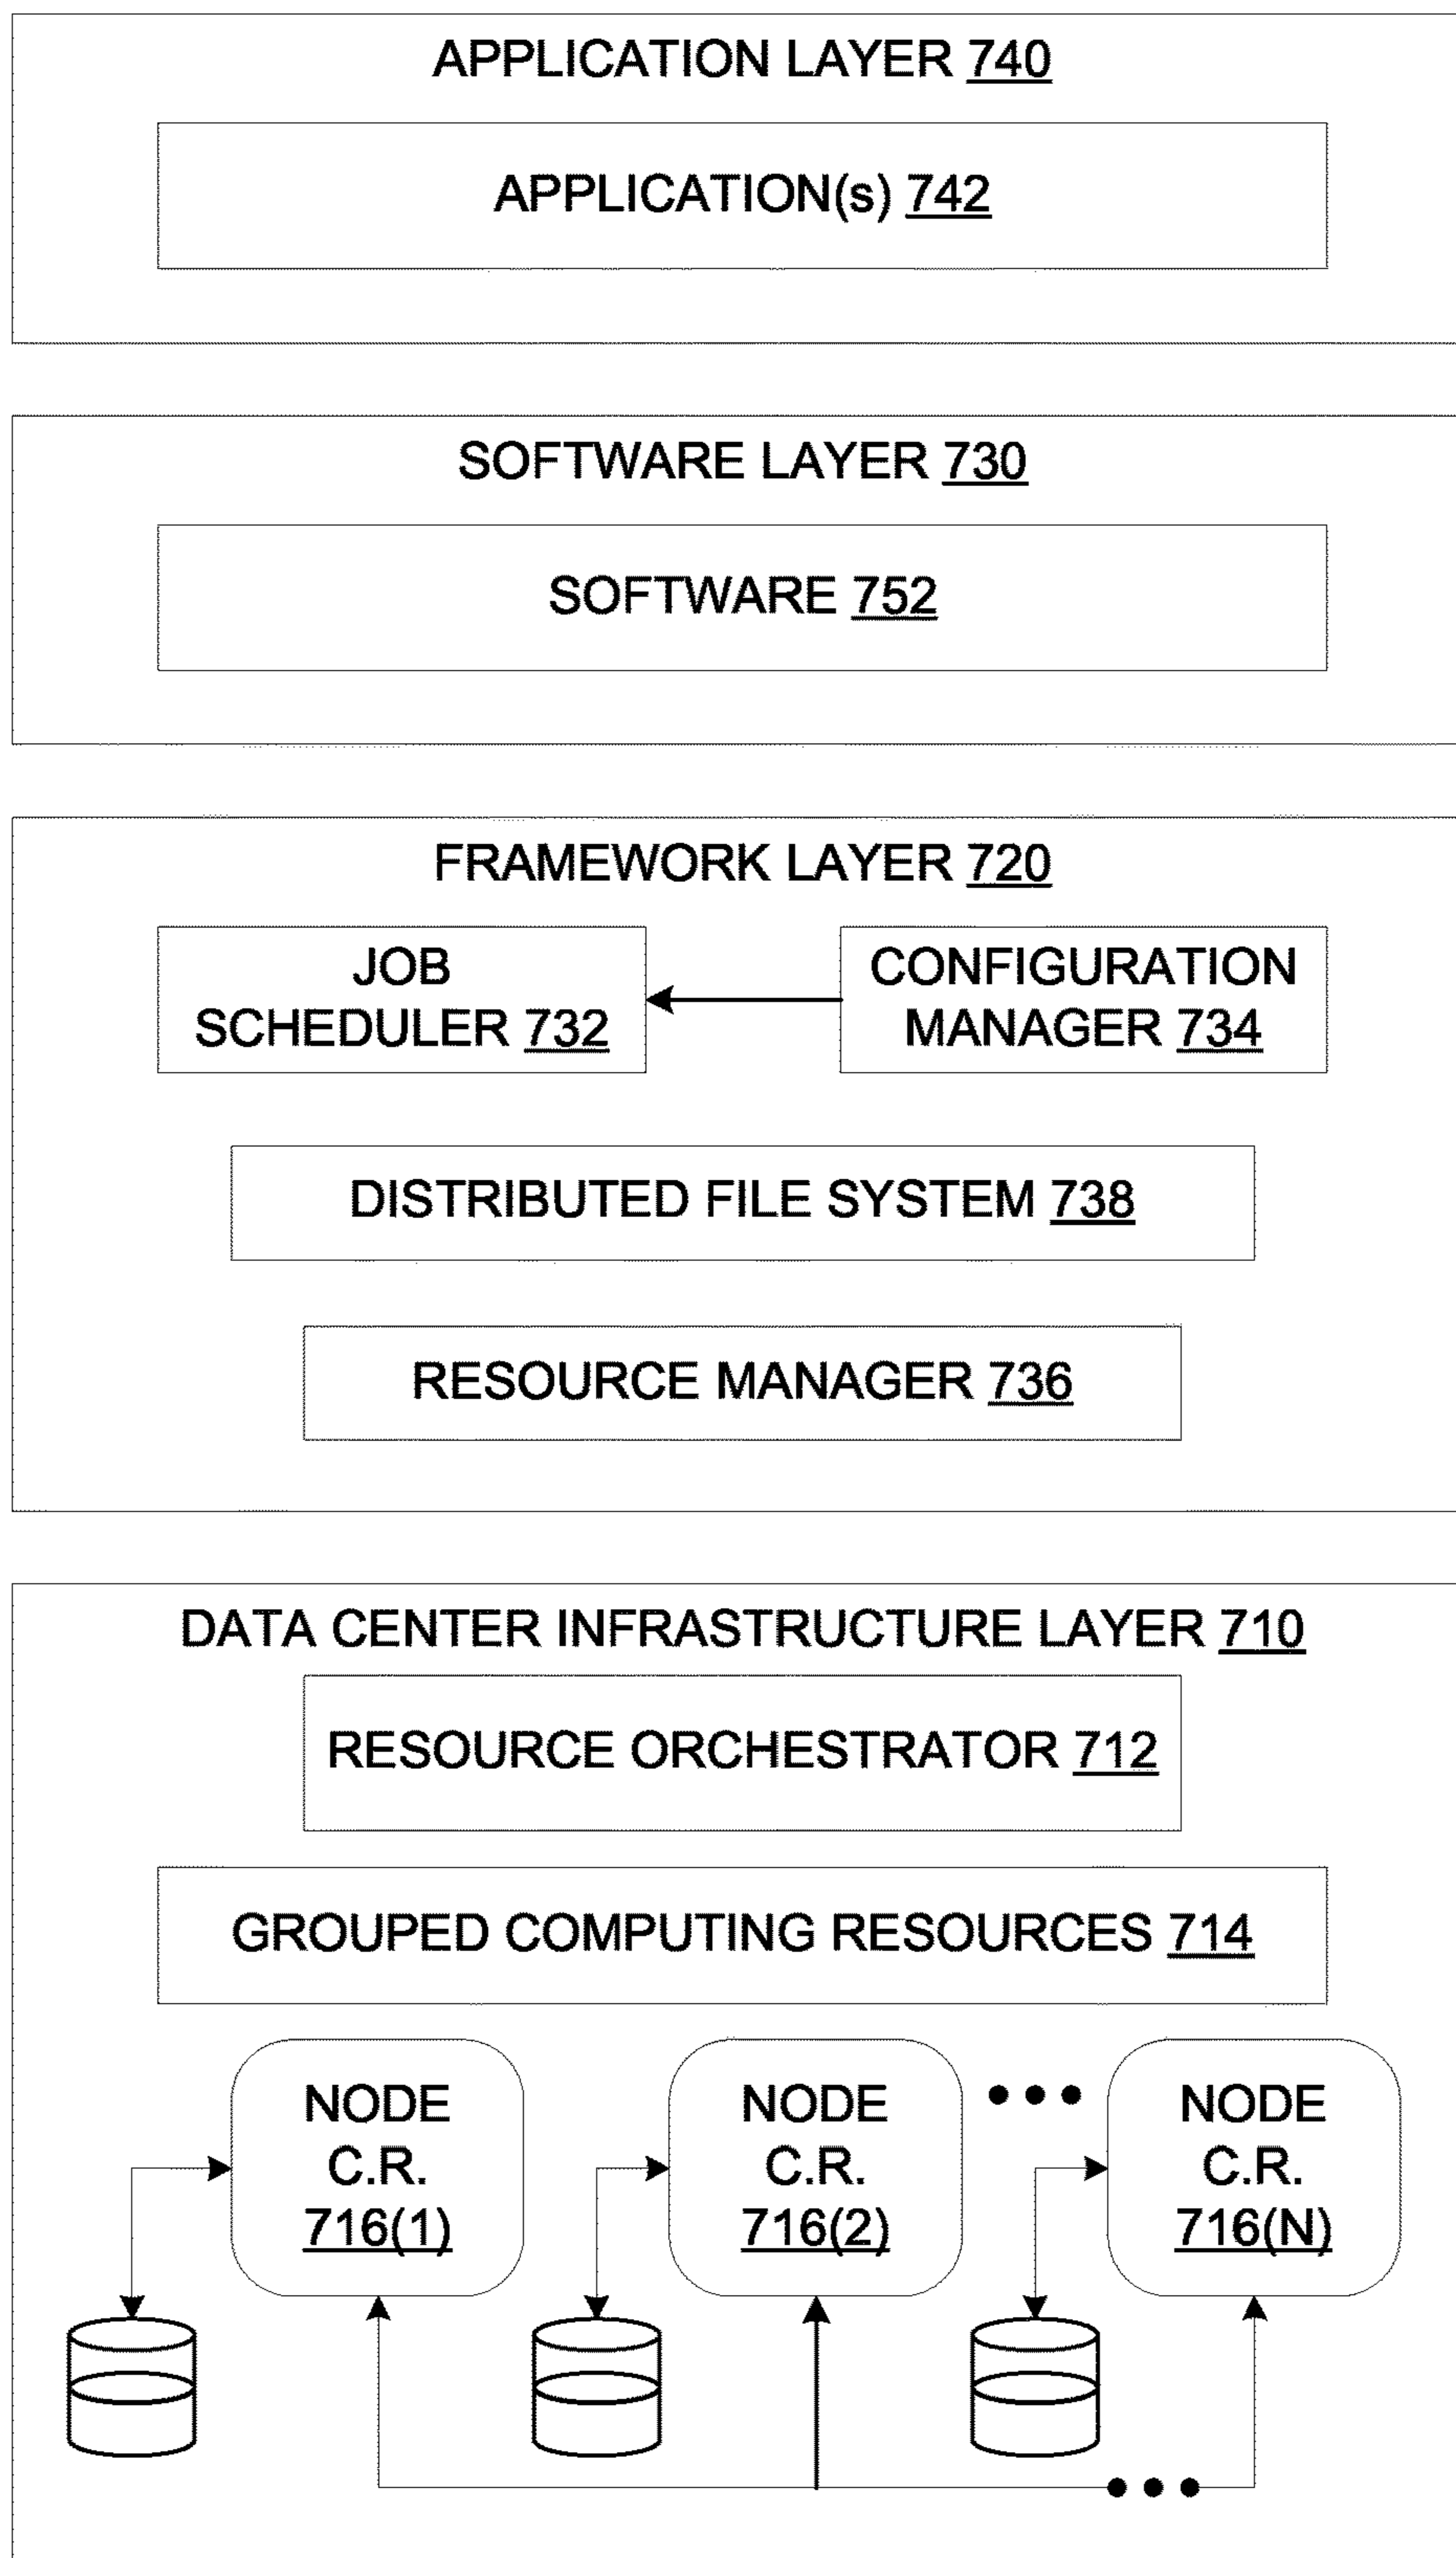 APPLICATION LAYER 740
APPLICATION(s) 742
SOFTWARE LAYER 730
SOFTWARE 752
FRAMEWORK LAYER 720
JOB
SCHEDULER 732
CONFIGURATION
MANAGER 734
DISTRIBUTED FILE SYSTEM 738
RESOURCE MANAGER 736
DATA CENTER INFRASTRUCTURE LAYER 710
RESOURCE ORCHESTRATOR 712
GROUPED COMPUTING RESOURCES 714
NODE
C.R.
716(1)
NODE
C.R.
716(2)
NODE
C.R.
716(N)